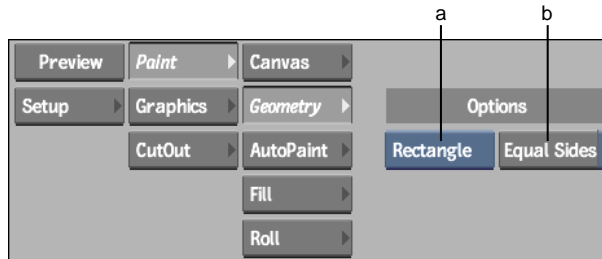 a b
Preview Paint Canvas
Setup Graphics Geometry Options
CutOut AutoPaint Rectangle Equal Sides
Fill
Roll